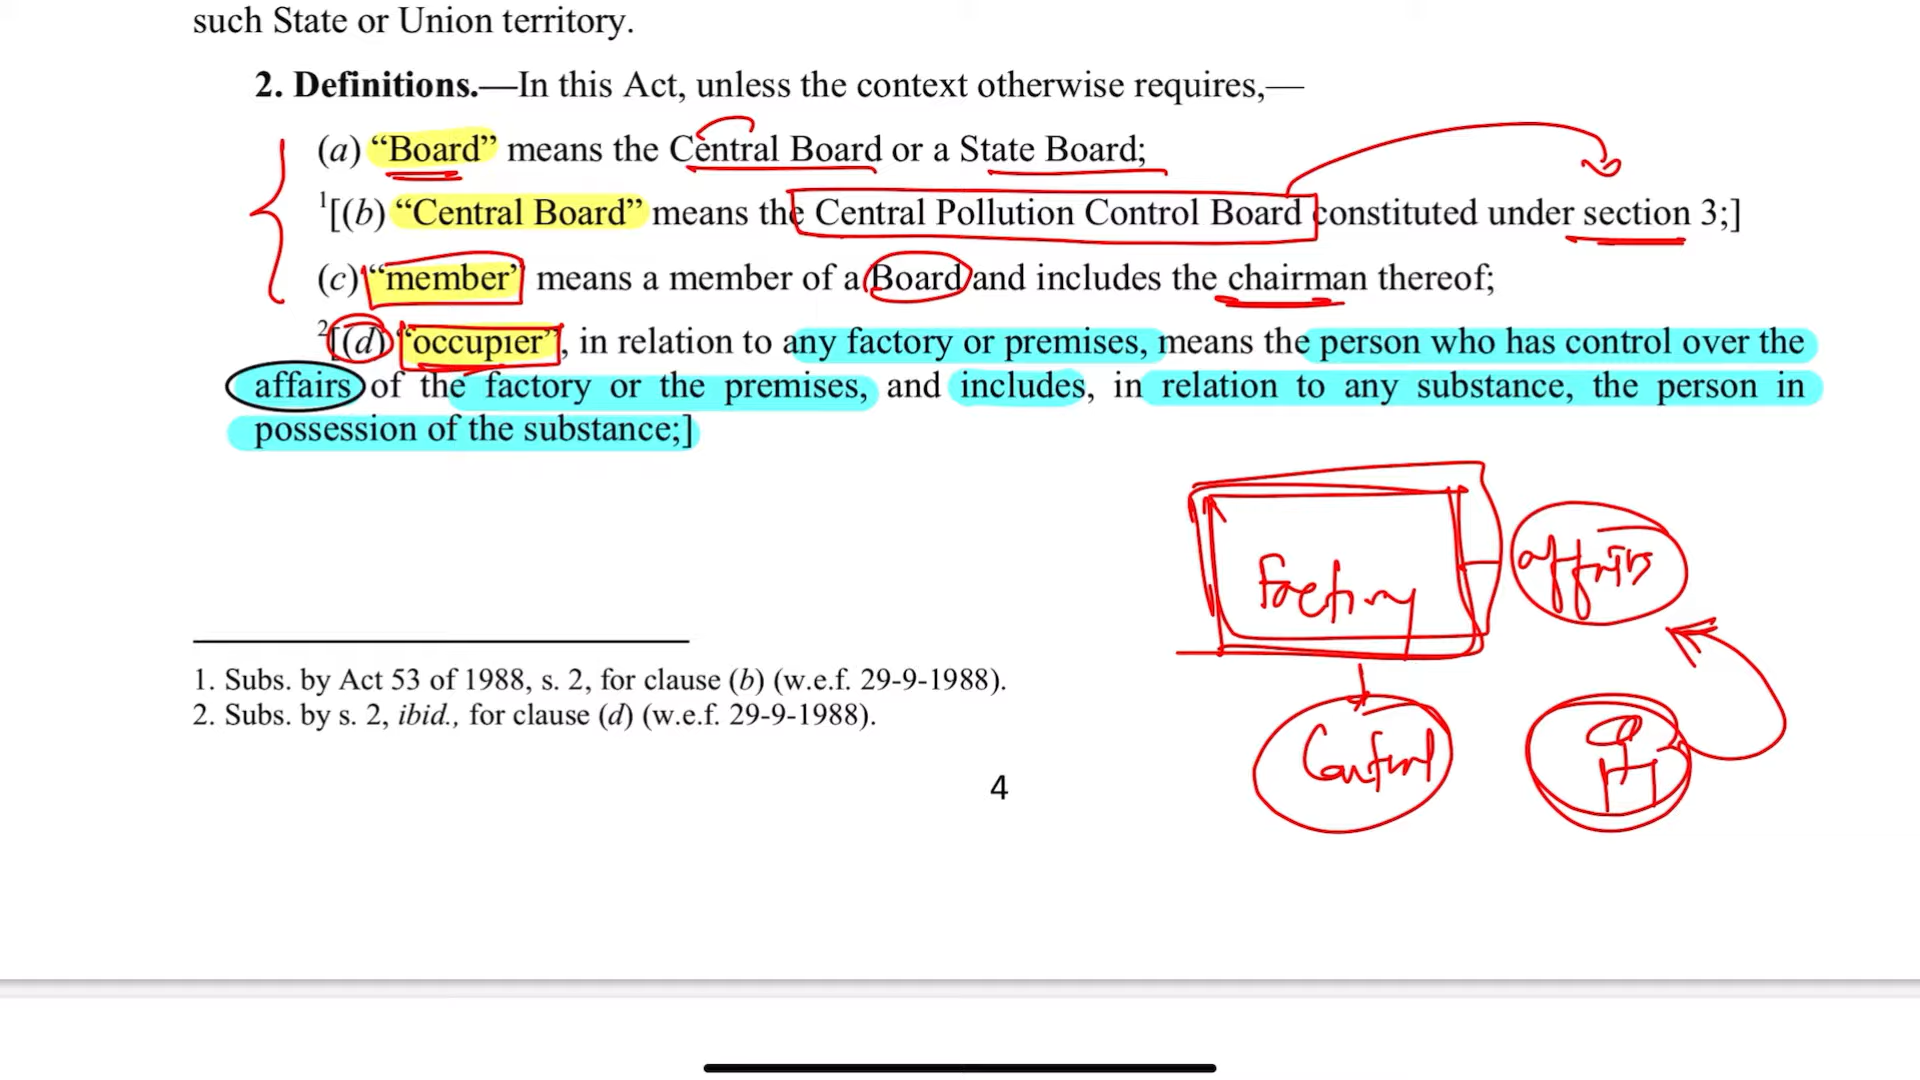 such State or Union territory.
2. Definitions.—In this Act, unless the context otherwise requires,—
(a) “Board” means the Central Board or a State Board;
1[(b) “Central Board” means the Central Pollution Control Board constituted under section 3;]
(c) “member” means a member of a Board and includes the chairman thereof;
2[(d) “occupier”, in relation to any factory or premises, means the person who has control over the
affairs of the factory or the premises, and includes, in relation to any substance, the person in
possession of the substance;]
Factory
affairs
Control
1. Subs. by Act 53 of 1988, s. 2, for clause (b) (w.e.f. 29-9-1988).
2. Subs. by s. 2, ibid., for clause (d) (w.e.f. 29-9-1988).
4